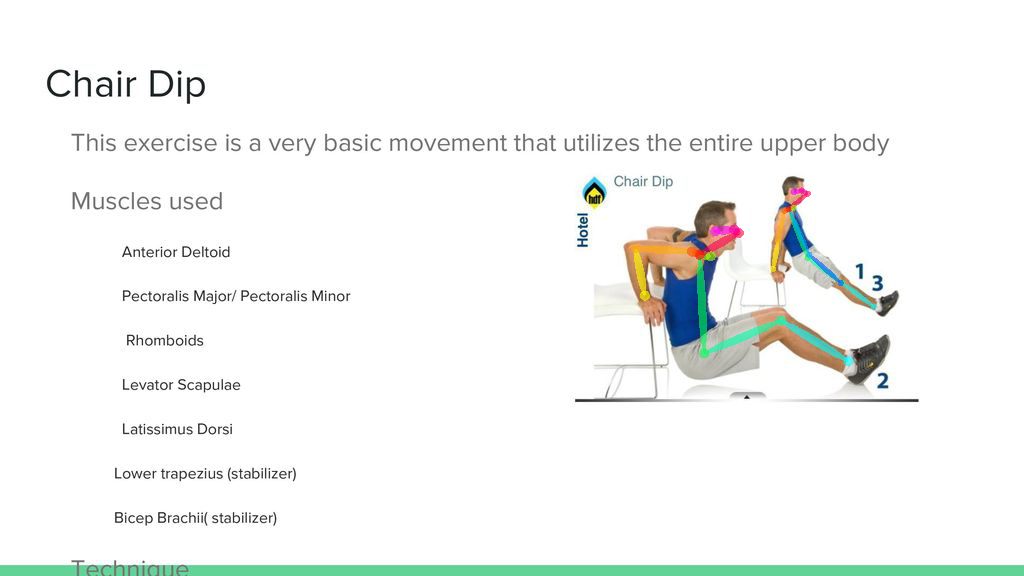 Chair Dip
This exercise is a very basic movement that utilizes the entire upper body
Muscles used
Anterior Deltoid
Pectoralis Major/ Pectoralis Minor
Rhomboids
Levator Scapulae
Latissimus Dorsi
Lower trapezius (stabilizer)
Bicep Brachii( stabilizer)
Technique
Chair Dip
hdf
Hotel
1
3
2